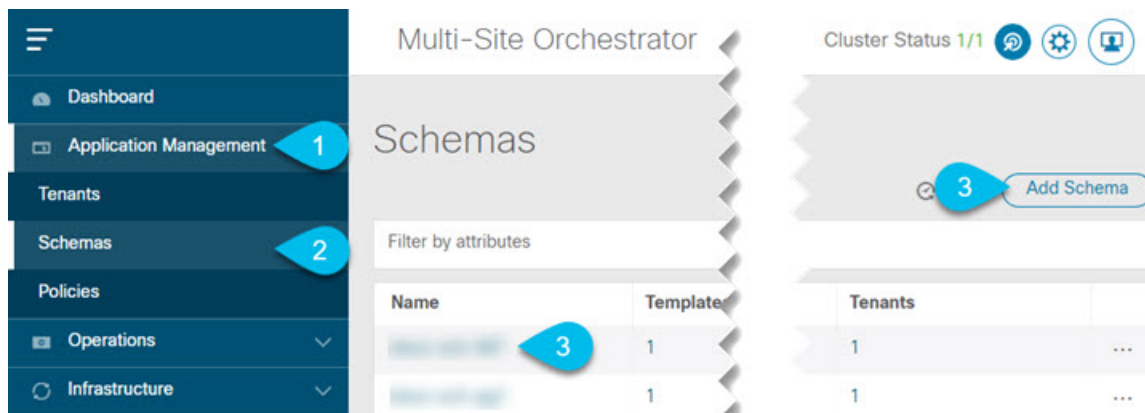 Multi-Site Orchestrator
Cluster Status 1/1
Dashboard
Application Management
1
Tenants
Schemas
2
Policies
Operations
Infrastructure
Schemas
3
Add Schema
Filter by attributes
Name
Template
Tenants
3
1
1
...
1
1
...